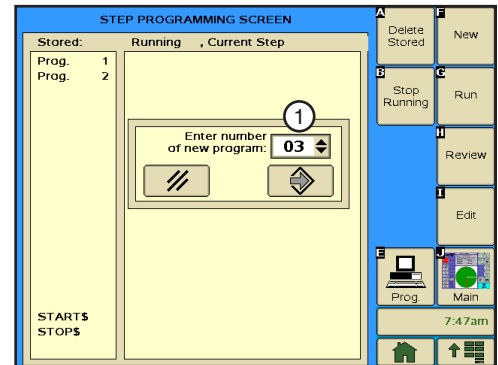 STEP PROGRAMMING SCREEN
Stored:
Running , Current Step
Prog. 1
Prog. 2
1
Enter number
of new program:
03
START$
STOP$
A
Delete
Stored
F
New
B
Stop
Running
G
Run
H
Review
I
Edit
E
Prog.
J
Main
7:47am